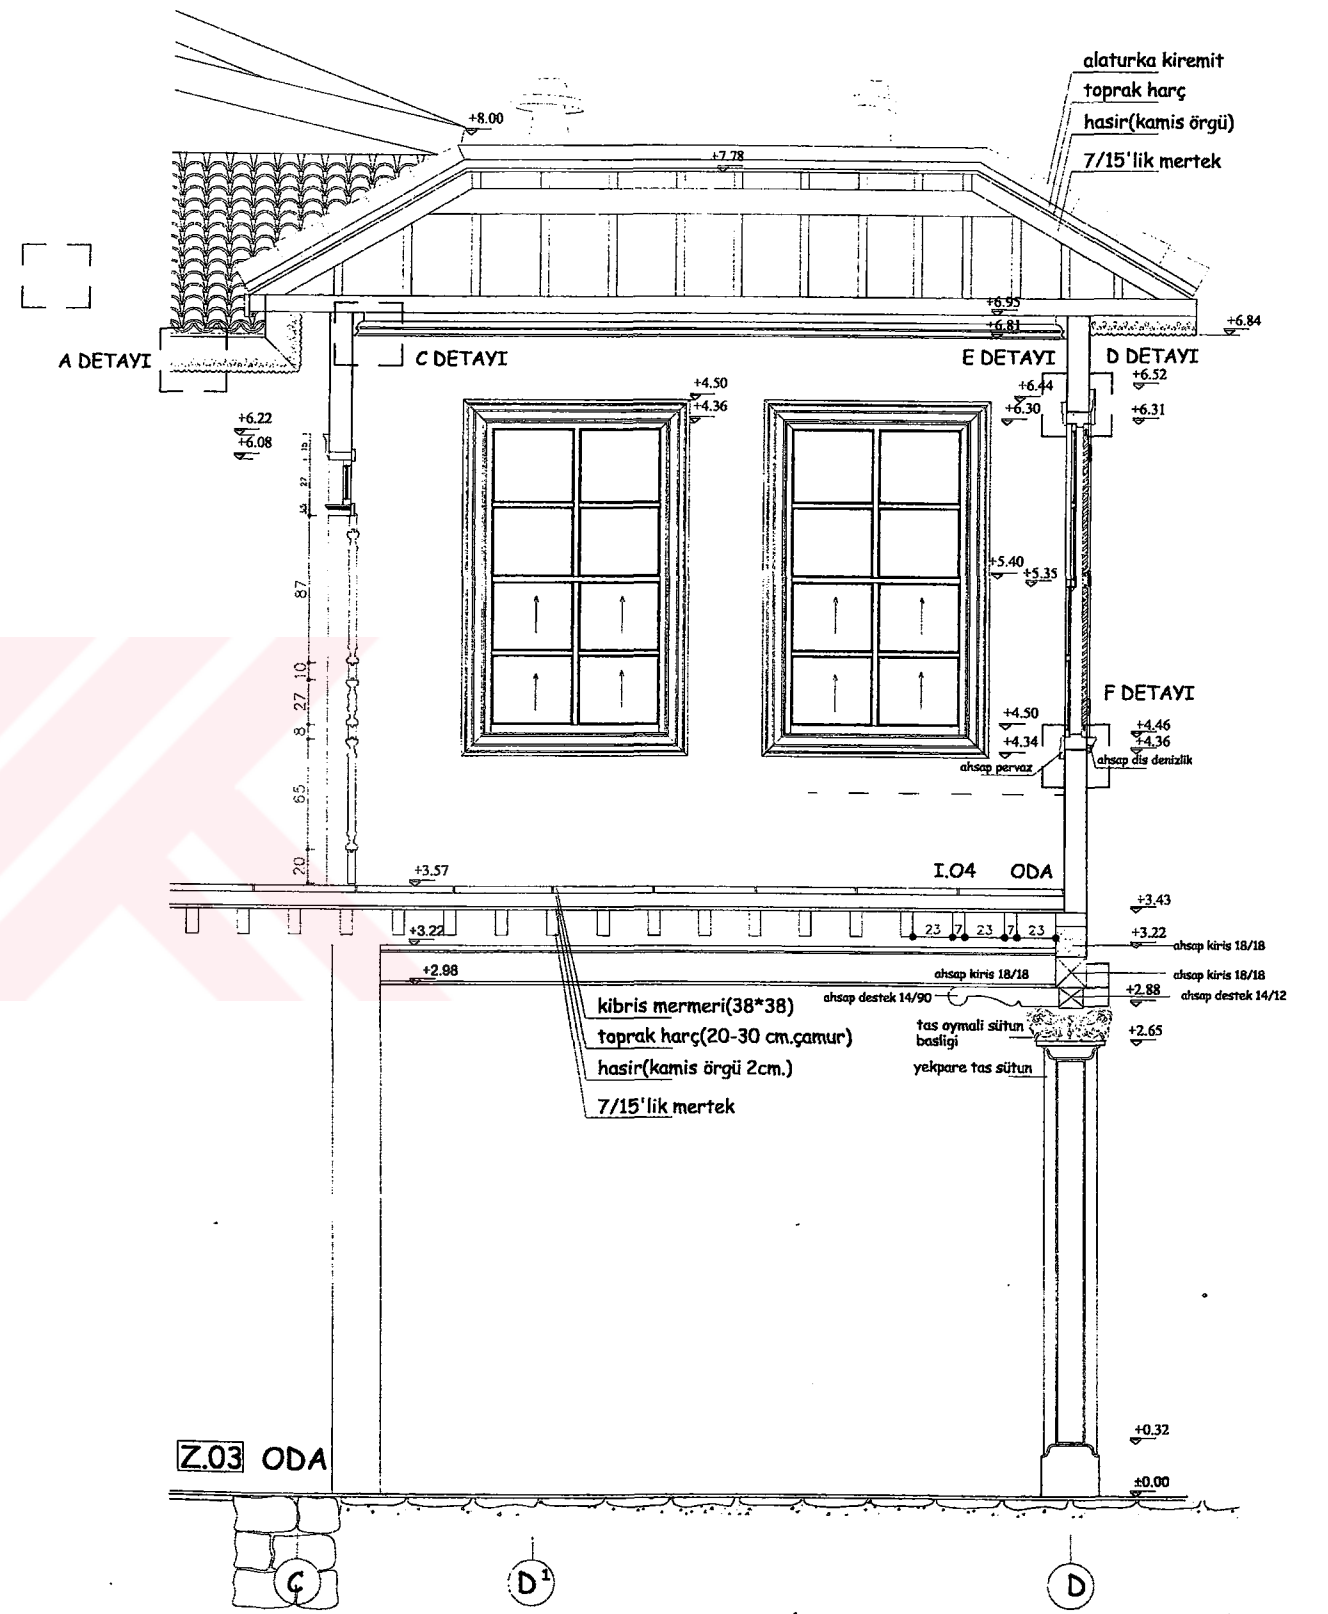 alaturka kiremit
toprak harç
hasir(kamis örgü)
7/15'lik mertek
+8.00
+7.78
+6.95
+6.81
+6.84
A DETAYI
C DETAYI
E DETAYI
D DETAYI
+6.52
+6.44
+6.30
+6.31
+4.50
+4.36
+6.22
+6.08
27
87
10
27
8
65
20
+5.40
+5.35
F DETAYI
+4.50
+4.34
+4.46
+4.36
ahsap pervaz
ahsap dis denizlik
I.04 ODA
+3.57
+3.43
+3.22
23 7 23 7 23
+3.22
ahsap kiris 18/18
+2.98
ahsap kiris 18/18
ahsap kiris 18/18
ahsap destek 14/90
+2.88
ahsap destek 14/12
kibris mermeri(38*38)
toprak harç(20-30 cm.çamur)
hasir(kamis örgü 2cm.)
7/15'lik mertek
tas oymali sütun
basligi
+2.65
yekpare tas sütun
+0.32
±0.00
Z.03 ODA
Ç
D¹
D